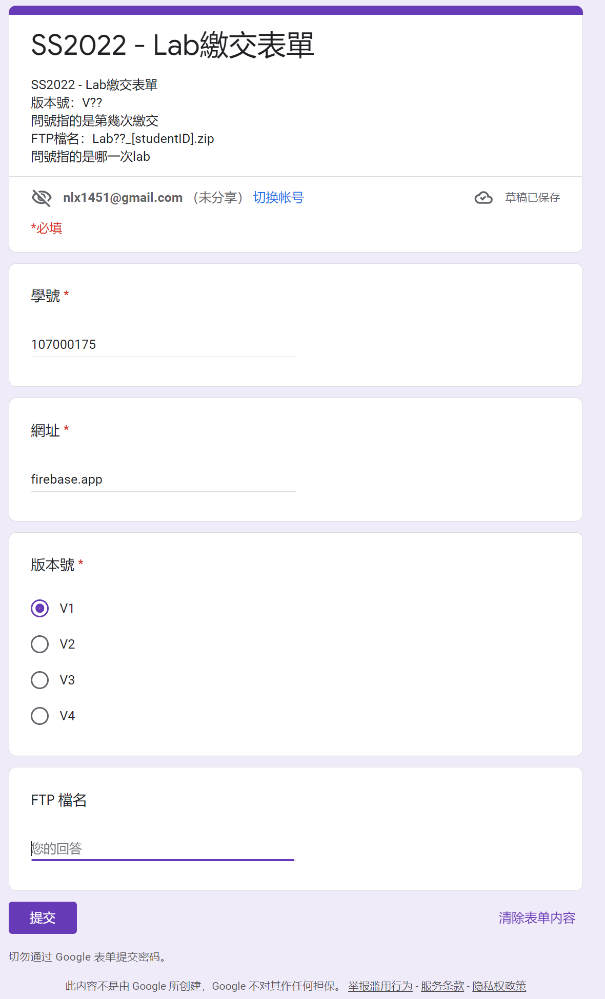 SS2022 - Lab繳交表單
SS2022 - Lab繳交表單
版本號：V??
問號指的是第幾次繳交
FTP檔名：Lab??_[studentID].zip
問號指的是哪一次lab
nlx1451@gmail.com （未分享） 切换帐号 草稿已保存
*必填
學號 *
107000175
網址 *
firebase.app
版本號 *
V1
V2
V3
V4
FTP 檔名
您的回答
提交 清除表单内容
切勿通过 Google 表单提交密码。
此内容不是由 Google 所创建，Google 不对其作任何担保。 举报滥用行为 - 服务条款 - 隐私权政策